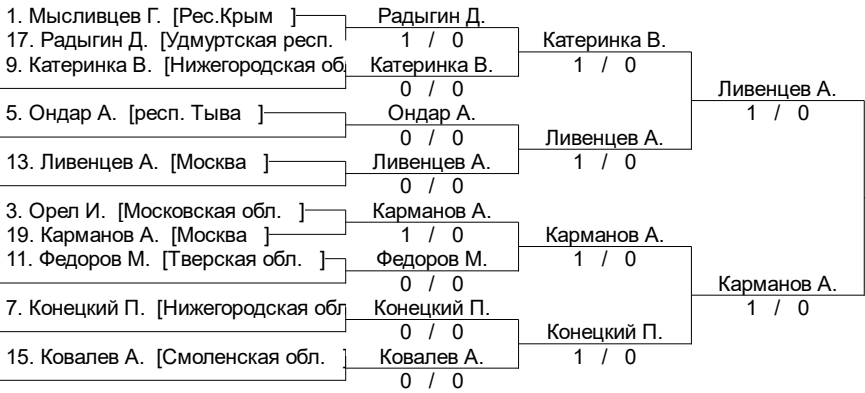 1. Мысливцев Г. [Рес.Крым ]
Радыгин Д.
17. Радыгин Д. [Удмуртская респ.
1 / 0
Катеринка В.
9. Катеринка В. [Нижегородская об
Катеринка В.
1 / 0
0 / 0
Ливенцев А.
5. Ондар А. [респ. Тыва ]
Ондар А.
1 / 0
0 / 0
Ливенцев А.
13. Ливенцев А. [Москва ]
Ливенцев А.
1 / 0
0 / 0
3. Орел И. [Московская обл. ]
Карманов А.
19. Карманов А. [Москва ]
1 / 0
Карманов А.
11. Федоров М. [Тверская обл. ]
Федоров М.
1 / 0
0 / 0
Карманов А.
7. Конецкий П. [Нижегородская обл
Конецкий П.
1 / 0
0 / 0
Конецкий П.
15. Ковалев А. [Смоленская обл. ]
Ковалев А.
1 / 0
0 / 0